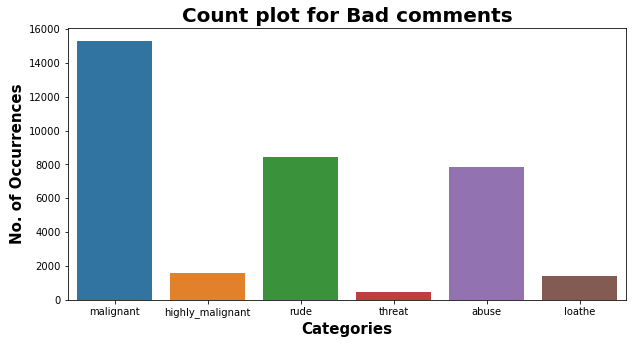 Count plot for Bad comments
16000
14000
12000
10000
8000
6000
4000
2000
0
No. of Occurrences
malignant highly_malignant rude threat abuse loathe
Categories